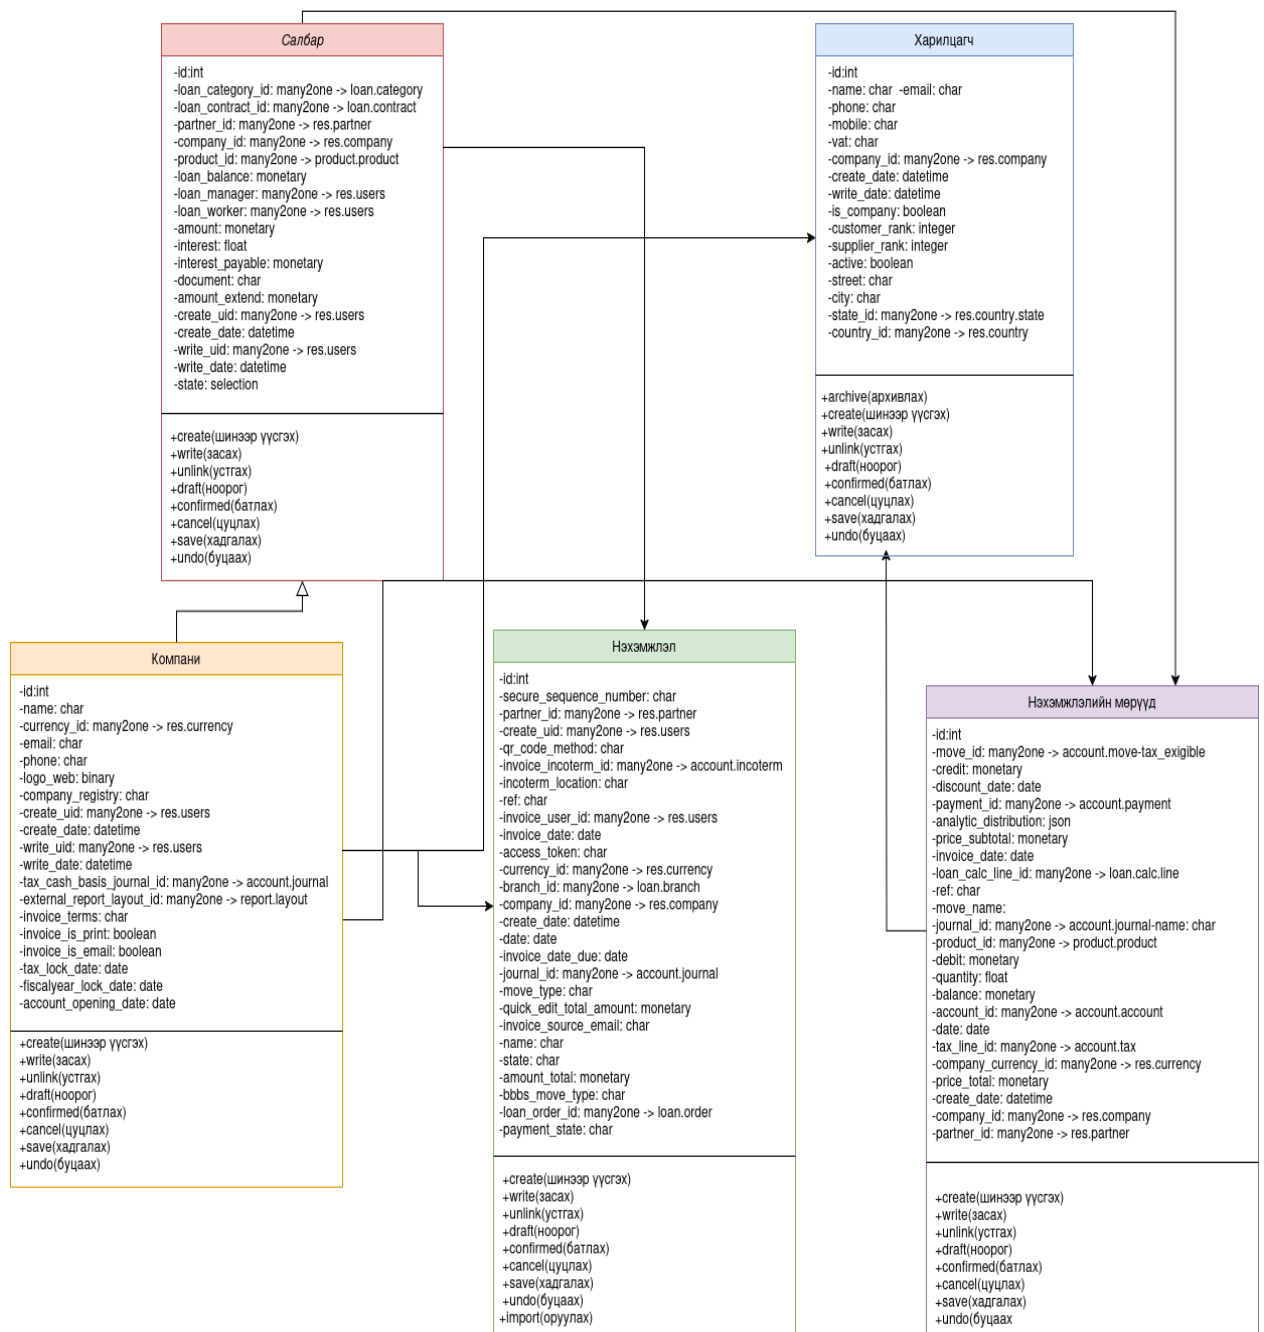 Салбар
-id:int
-loan_category_id: many2one -> loan.category
-loan_contract_id: many2one -> loan.contract
-partner_id: many2one -> res.partner
-company_id: many2one -> res.company
-product_id: many2one -> product.product
-loan_balance: monetary
-loan_manager: many2one -> res.users
-loan_worker: many2one -> res.users
-amount: monetary
-interest: float
-interest_payable: monetary
-document: char
-amount_extend: monetary
-create_uid: many2one -> res.users
-create_date: datetime
-write_uid: many2one -> res.users
-write_date: datetime
-state: selection
+create(шинээр үүсгэх)
+write(засах)
+unlink(устгах)
+draft(ноорог)
+confirmed(батлах)
+cancel(цуцлах)
+save(хадгалах)
+undo(буцаах)
Харилцагч
-id:int
-name: char  -email: char
-phone: char
-mobile: char
-vat: char
-company_id: many2one -> res.company
-create_date: datetime
-write_date: datetime
-is_company: boolean
-customer_rank: integer
-supplier_rank: integer
-active: boolean
-street: char
-city: char
-state_id: many2one -> res.country.state
-country_id: many2one -> res.country
+archive(архивлах)
+create(шинээр үүсгэх)
+write(засах)
+unlink(устгах)
+draft(ноорог)
+confirmed(батлах)
+cancel(цуцлах)
+save(хадгалах)
+undo(буцаах)
Компани
-id:int
-name: char
-currency_id: many2one -> res.currency
-email: char
-phone: char
-logo_web: binary
-company_registry: char
-create_uid: many2one -> res.users
-create_date: datetime
-write_uid: many2one -> res.users
-write_date: datetime
-tax_cash_basis_journal_id: many2one -> account.journal
-external_report_layout_id: many2one -> report.layout
-invoice_terms: char
-invoice_is_print: boolean
-invoice_is_email: boolean
-tax_lock_date: date
-fiscalyear_lock_date: date
-account_opening_date: date
+create(шинээр үүсгэх)
+write(засах)
+unlink(устгах)
+draft(ноорог)
+confirmed(батлах)
+cancel(цуцлах)
+save(хадгалах)
+undo(буцаах)
Нэхэмжлэл
-id:int
-secure_sequence_number: char
-partner_id: many2one -> res.partner
-create_uid: many2one -> res.users
-qr_code_method: char
-invoice_incoterm_id: many2one -> account.incoterm
-incoterm_location: char
-ref: char
-invoice_user_id: many2one -> res.users
-invoice_date: date
-access_token: char
-currency_id: many2one -> res.currency
-branch_id: many2one -> loan.branch
-company_id: many2one -> res.company
-create_date: datetime
-date: date
-invoice_date_due: date
-journal_id: many2one -> account.journal
-move_type: char
-quick_edit_total_amount: monetary
-invoice_source_email: char
-name: char
-state: char
-amount_total: monetary
-bbbs_move_type: char
-loan_order_id: many2one -> loan.order
-payment_state: char
+create(шинээр үүсгэх)
+write(засах)
+unlink(устгах)
+draft(ноорог)
+confirmed(батлах)
+cancel(цуцлах)
+save(хадгалах)
+undo(буцаах)
+import(оруулах)
Нэхэмжлэлийн мөрүүд
-id:int
-move_id: many2one -> account.move-tax_exigible
-credit: monetary
-discount_date: date
-payment_id: many2one -> account.payment
-analytic_distribution: json
-price_subtotal: monetary
-invoice_date: date
-loan_calc_line_id: many2one -> loan.calc.line
-ref: char
-move_name:
-journal_id: many2one -> account.journal-name: char
-product_id: many2one -> product.product
-debit: monetary
-quantity: float
-balance: monetary
-account_id: many2one -> account.account
-date: date
-tax_line_id: many2one -> account.tax
-company_currency_id: many2one -> res.currency
-price_total: monetary
-create_date: datetime
-company_id: many2one -> res.company
-partner_id: many2one -> res.partner
+create(шинээр үүсгэх)
+write(засах)
+unlink(устгах)
+draft(ноорог)
+confirmed(батлах)
+cancel(цуцлах)
+save(хадгалах)
+undo(буцаах